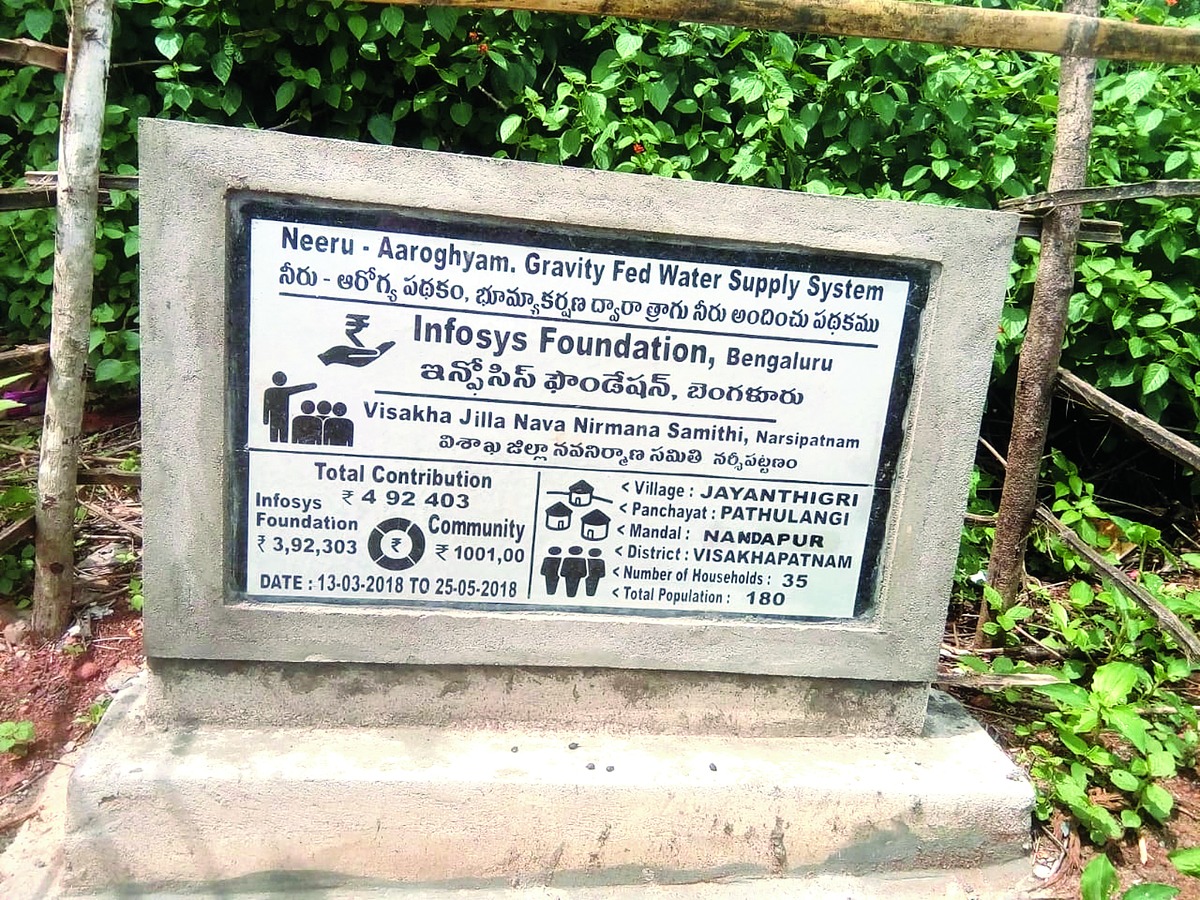 Neeru - Aaroghyam. Gravity Fed Water Supply System
నీరు - ఆరోగ్య పథకం, భూమ్యాకర్షణ ద్వారా త్రాగు నీరు అందించు పథకము
₹
Infosys Foundation, Bengaluru
ఇన్ఫోసిస్ ఫౌండేషన్, బెంగళూరు
Visakha Jilla Nava Nirmana Samithi, Narsipatnam
విశాఖ జిల్లా నవనిర్మాణ సమితి నర్సీపట్టణం
Total Contribution
₹ 4 92 403
Infosys
Foundation
₹ 3,92,303
₹
Community
₹ 1001,00
DATE : 13-03-2018 TO 25-05-2018
< Village : JAYANTHIGRI
< Panchayat : PATHULANGI
< Mandal : NANDAPUR
< District : VISAKHAPATNAM
< Number of Households : 35
< Total Population : 180